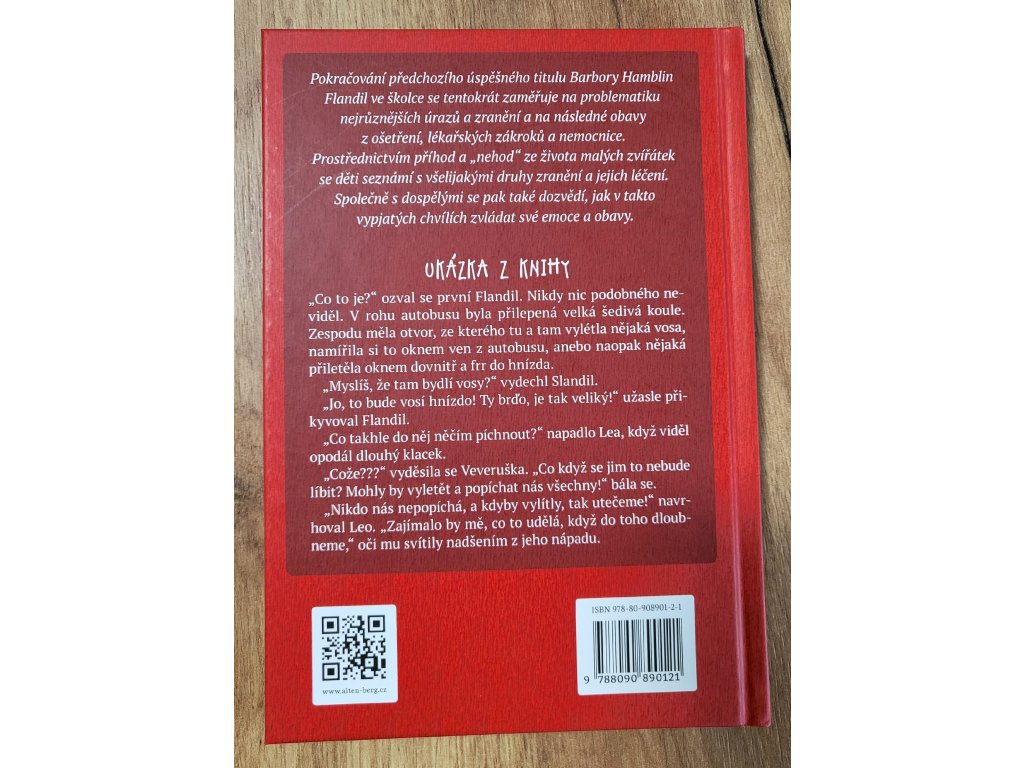 Pokračování předchozího úspěšného titulu Barbory Hamblin
Flandil ve školce se tentokrát zaměřuje na problematiku
nejrůznějších úrazů a zranění a na následné obavy
z ošetření, lékařských zákroků a nemocnice.
Prostřednictvím příhod a „nehod“ ze života malých zvířátek
se děti seznámí s všelijakými druhy zranění a jejich léčení.
Společně s dospělými se pak také dozvědí, jak v takto
vypjatých chvílích zvládat své emoce a obavy.
UKÁZKA Z KNIHY
„Co to je?“ ozval se první Flandil. Nikdy nic podobného ne-
viděl. V rohu autobusu byla přilepená velká šedivá koule.
Zespodu měla otvor, ze kterého tu a tam vylétla nějaká vosa,
namířila si to oknem ven z autobusu, anebo naopak nějaká
přiletěla oknem dovnitř a frr do hnízda.
„Myslíš, že tam bydlí vosy?“ vydechl Slandil.
„Jo, to bude vosí hnízdo! Ty brďo, je tak veliký!“ užasle při-
kyvoval Flandil.
„Co takhle do něj něčím píchnout?“ napadlo Lea, když viděl
opodál dlouhý klacek.
„Cože???“ vyděsila se Veveruška. „Co když se jim to nebude
líbit? Mohly by vyletět a popíchat nás všechny!“ bála se.
„Nikdo nás nepopíchá, a kdyby vylítly, tak utečeme!“ navr-
hoval Leo. „Zajímalo by mě, co to udělá, když do toho dloub-
neme,“ oči mu svítily nadšením z jeho nápadu.
www.alten-berg.cz
ISBN 978-80-908901-2-1
9 788090 890121